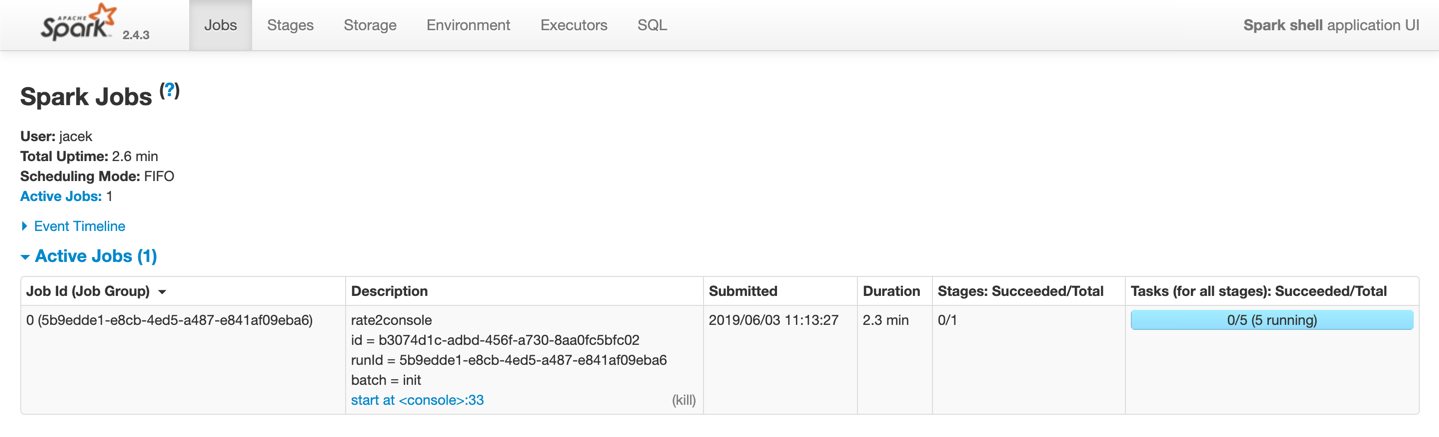 APACHE Spark 2.4.3 Jobs Stages Storage Environment Executors SQL Spark shell application UI
Spark Jobs (?)
User: jacek
Total Uptime: 2.6 min
Scheduling Mode: FIFO
Active Jobs: 1
Event Timeline
Active Jobs (1)
Job Id (Job Group) Description Submitted Duration Stages: Succeeded/Total Tasks (for all stages): Succeeded/Total
0 (5b9edde1-e8cb-4ed5-a487-e841af09eba6) rate2console 2019/06/03 11:13:27 2.3 min 0/1 0/5 (5 running)
id = b3074d1c-adbd-456f-a730-8aa0fc5bfc02
runId = 5b9edde1-e8cb-4ed5-a487-e841af09eba6
batch = init
start at <console>:33 (kill)